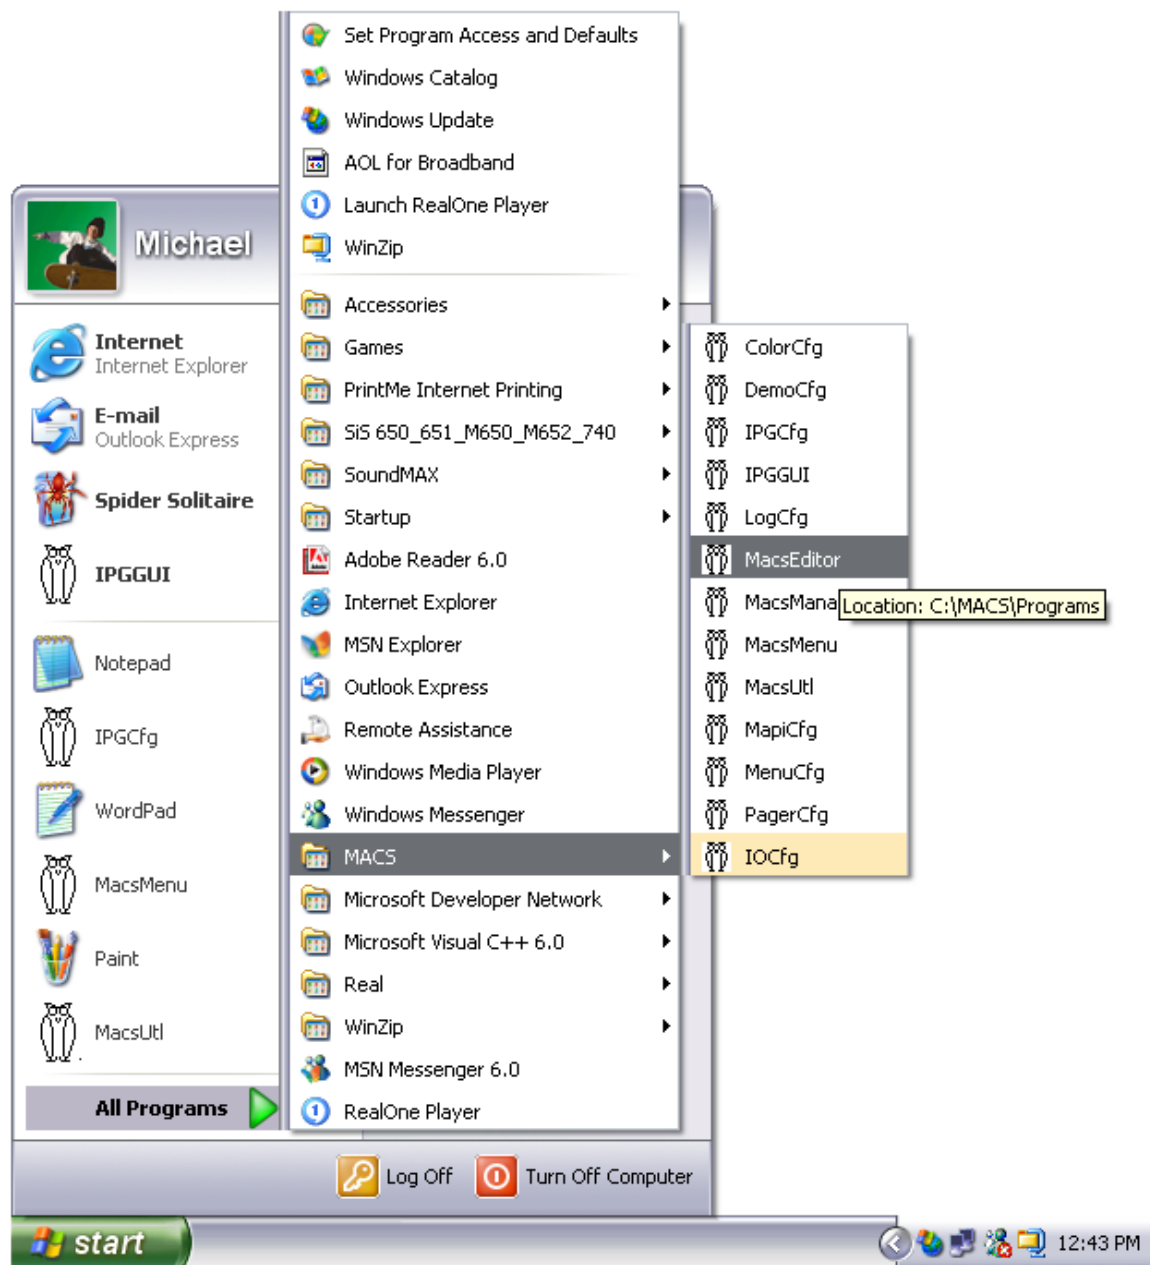 Set Program Access and Defaults
Windows Catalog
Windows Update
AOL for Broadband
Launch RealOne Player
WinZip
Michael
Internet
Internet Explorer
E-mail
Outlook Express
Spider Solitaire
IPGGUI
Notepad
IPGCfg
WordPad
MacsMenu
Paint
MacsUtl
All Programs
Accessories
Games
PrintMe Internet Printing
SiS 650_651_M650_M652_740
SoundMAX
Startup
Adobe Reader 6.0
Internet Explorer
MSN Explorer
Outlook Express
Remote Assistance
Windows Media Player
Windows Messenger
MACS
Microsoft Developer Network
Microsoft Visual C++ 6.0
Real
WinZip
MSN Messenger 6.0
RealOne Player
ColorCfg
DemoCfg
IPGCfg
IPGGUI
LogCfg
MacsEditor
MacsMana
Location: C:\MACS\Programs
MacsMenu
MacsUtl
MapiCfg
MenuCfg
PagerCfg
IOCfg
Log Off
Turn Off Computer
start
12:43 PM